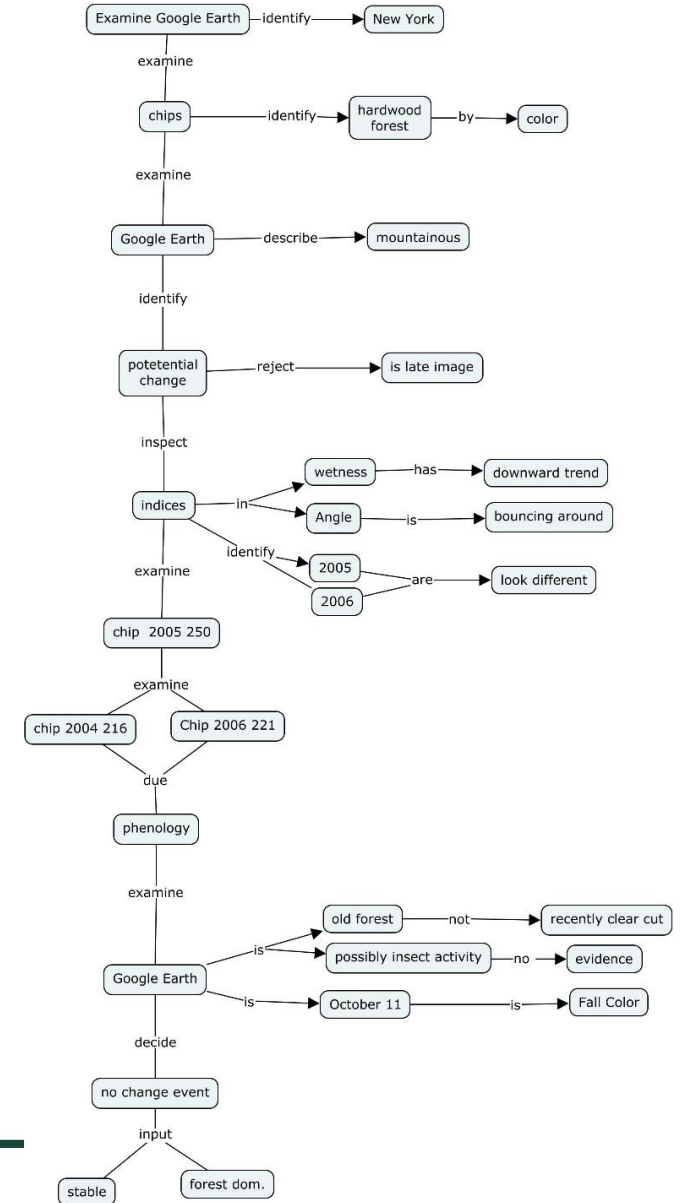 Examine Google Earth identify New York
examine
chips identify hardwood forest by color
examine
Google Earth describe mountainous
identify
potetential change reject is late image
inspect
wetness has downward trend
indices in
Angle is bouncing around
identify 2005
examine
2006 are look different
chip 2005 250
examine
chip 2004 216 Chip 2006 221
due
phenology
examine
old forest not recently clear cut
is possibly insect activity no evidence
Google Earth
is October 11 is Fall Color
decide
no change event
input
stable forest dom.